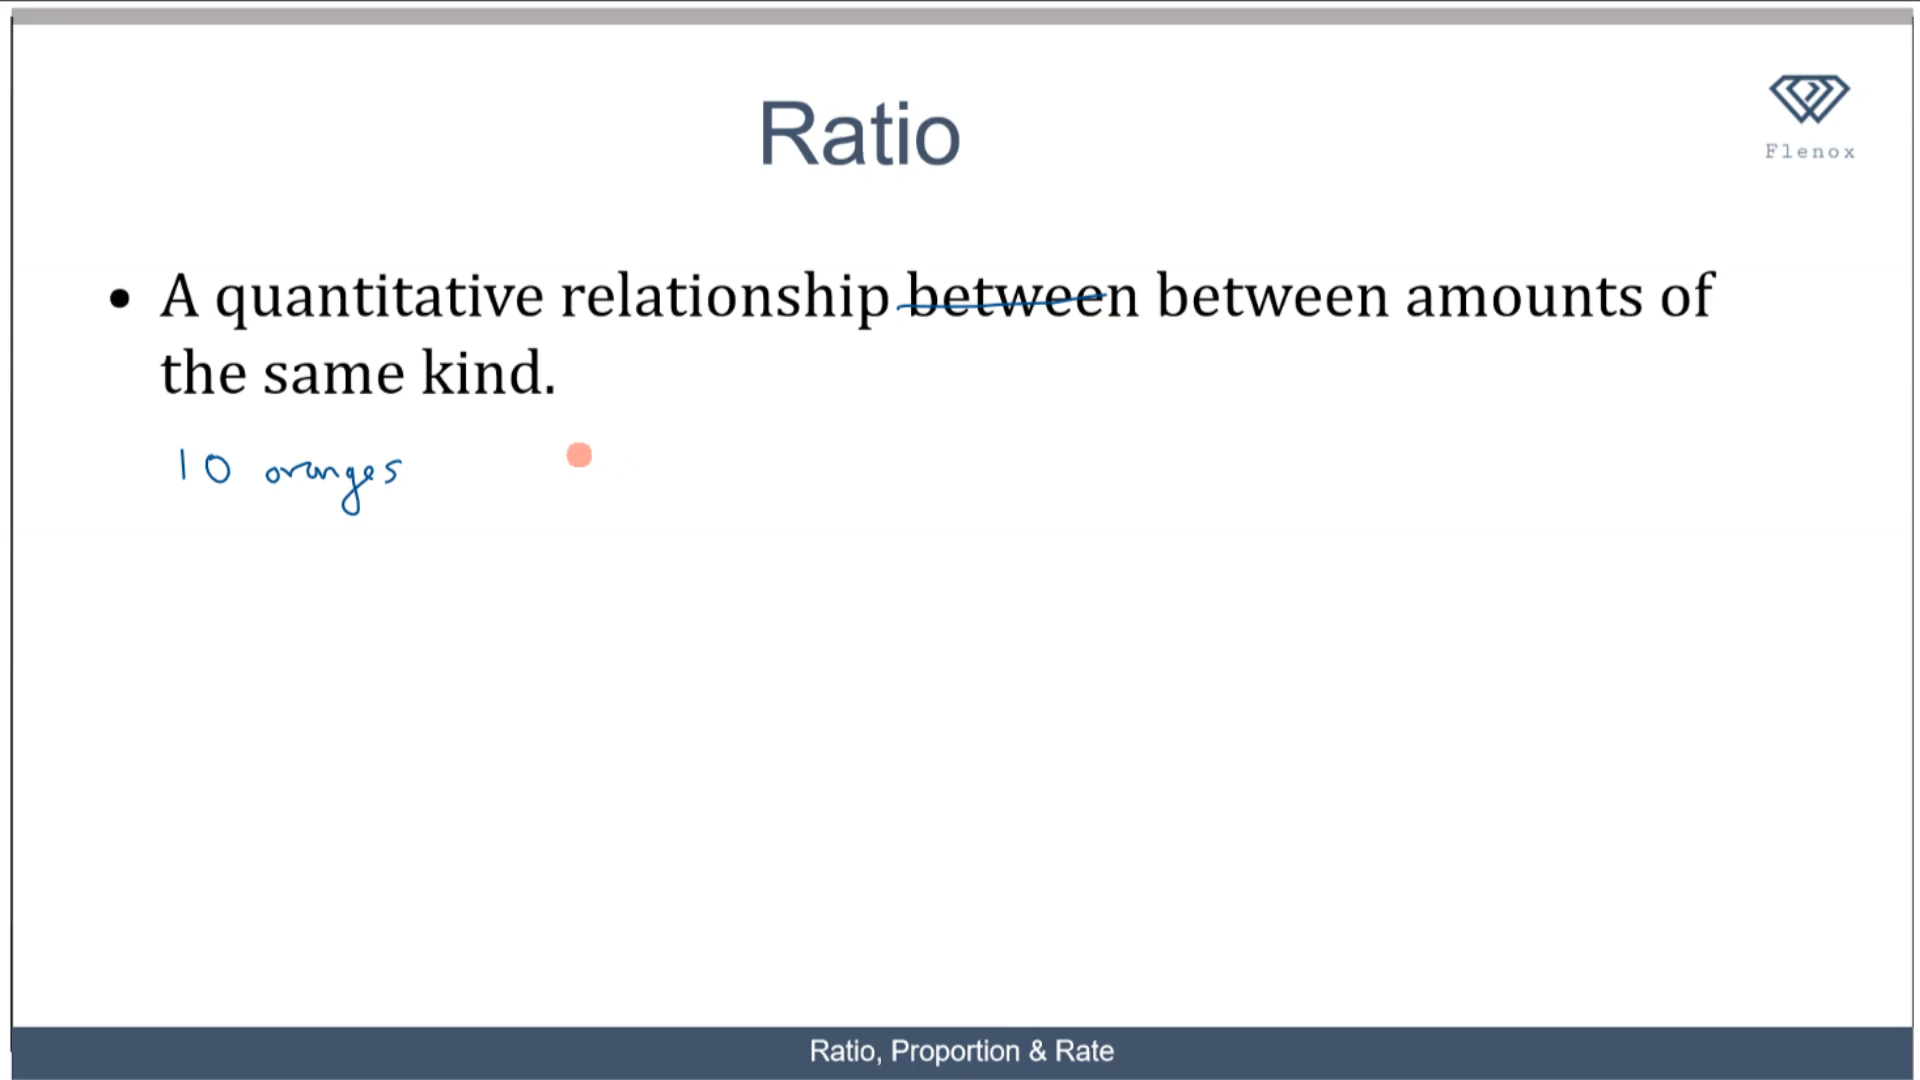 Ratio
Flenox
• A quantitative relationship between between amounts of
the same kind.
10 oranges
Ratio, Proportion & Rate